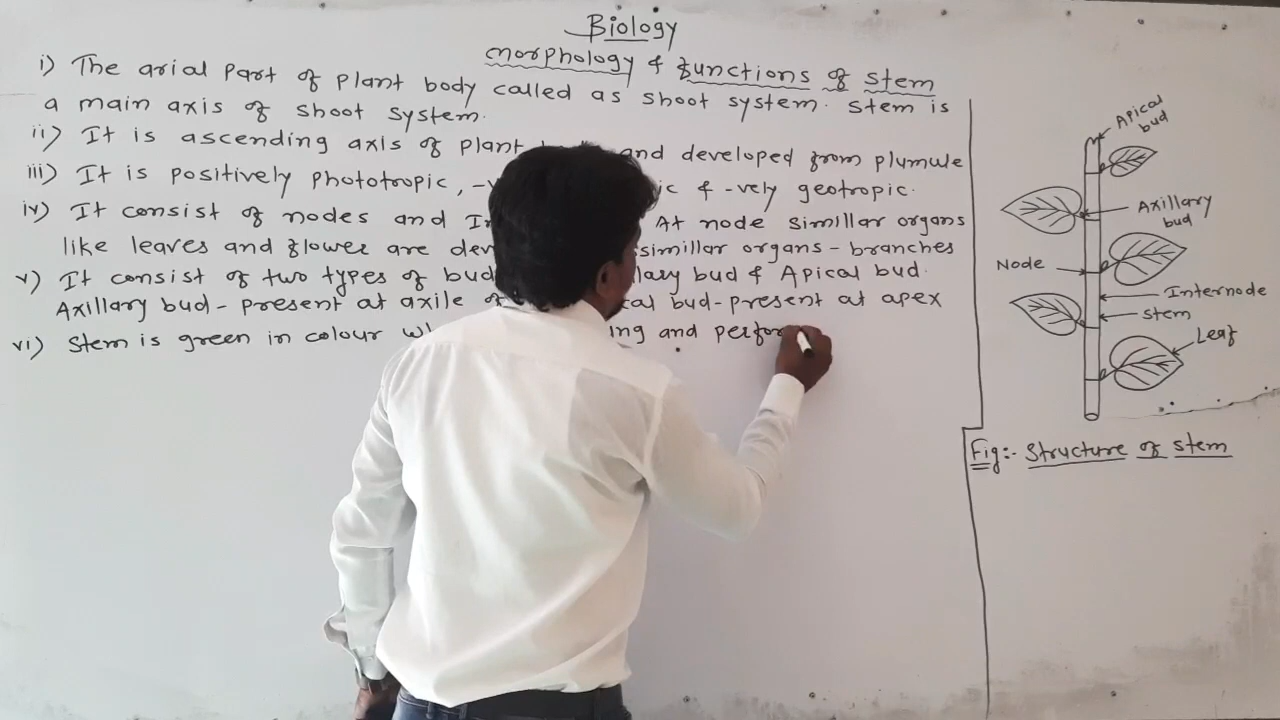 Biology
Morphology & functions of stem
i) The arial part of plant body called as shoot system. Stem is
a main axis of shoot system.
ii) It is ascending axis of plant and developed from plumule
iii) It is positively phototropic, & -vely geotropic.
iv) It consist of nodes and At node simillar organs
like leaves and flower are simillar organs - branches
v) It consist of two types of bud & Apical bud.
Axillary bud - present at axile bud - present at apex
vi) Stem is green in colour and
Apical
bud
Axillary
bud
Node
Internode
Stem
Leaf
Fig:- Structure of stem